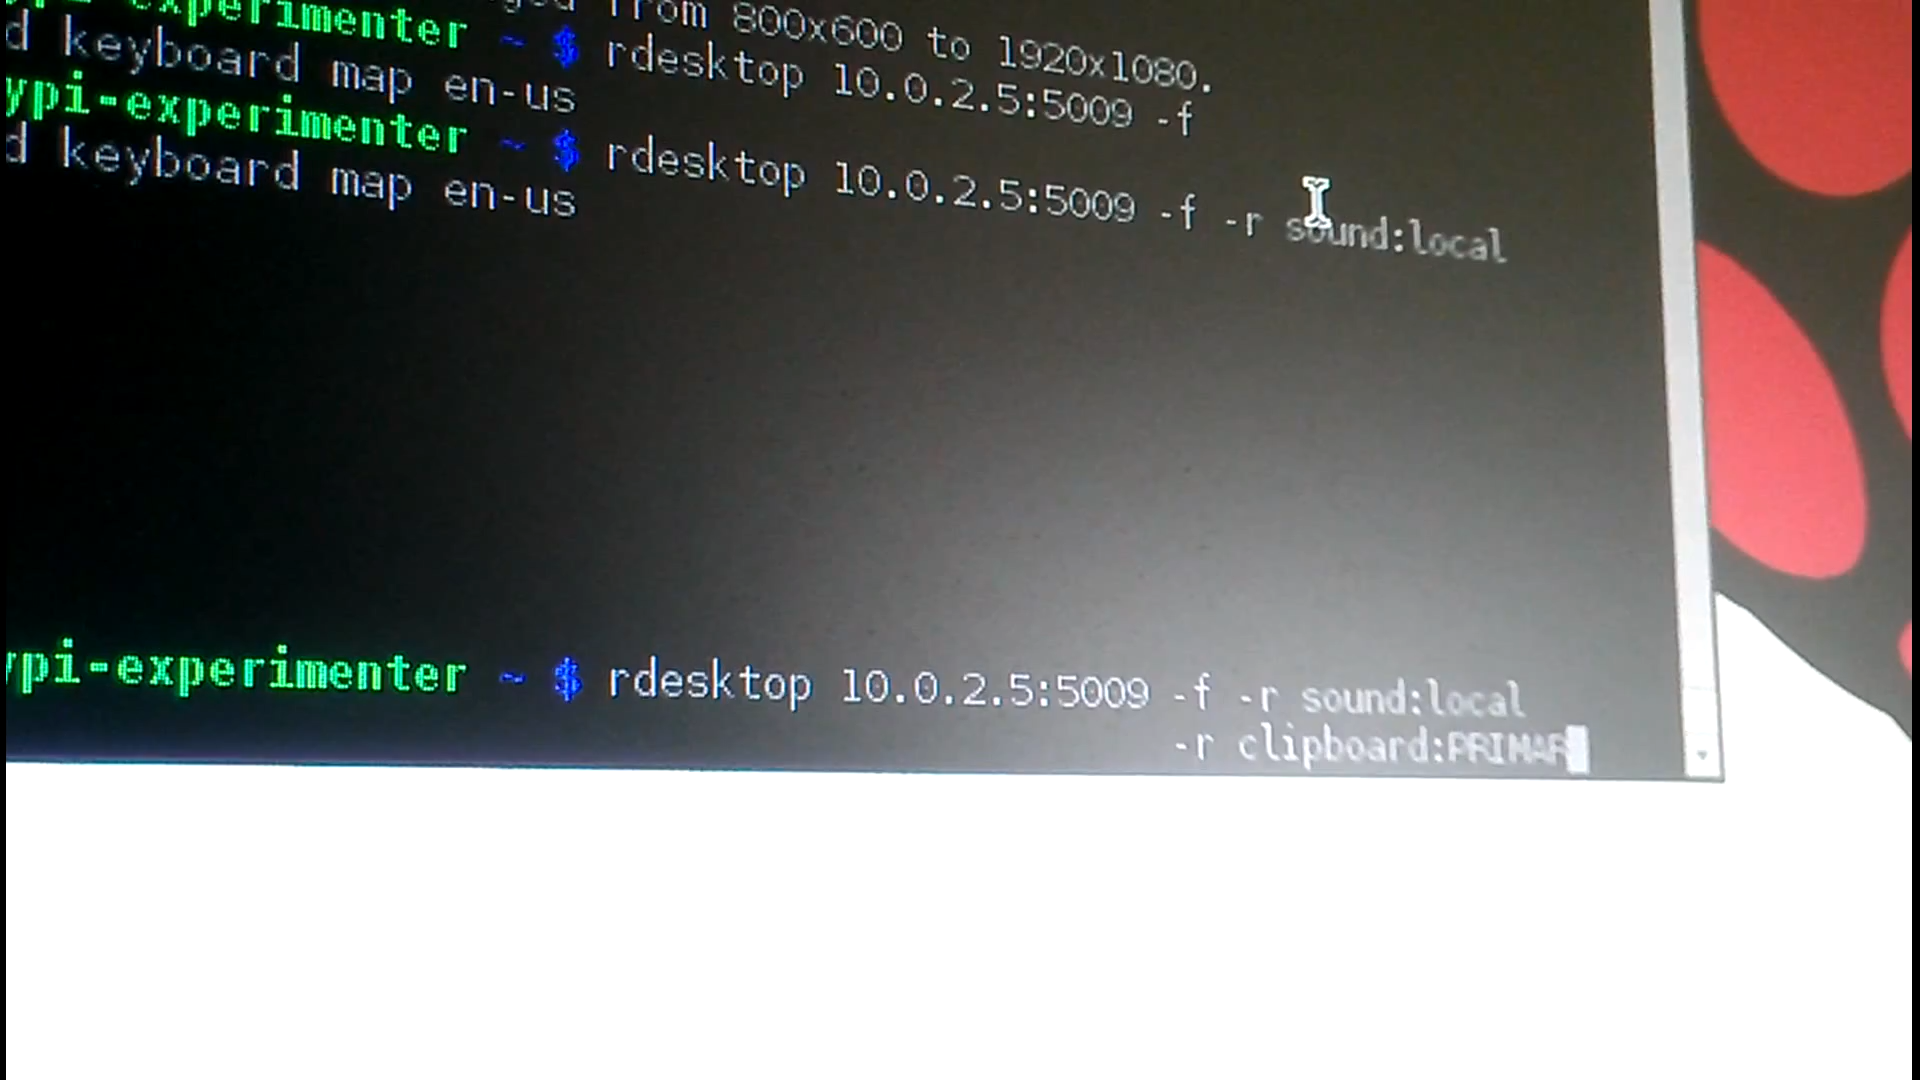 from 800x600 to 1920x1080.
experimenter ~ $ rdesktop 10.0.2.5:5009 -f
d keyboard map en-us
ypi-experimenter ~ $ rdesktop 10.0.2.5:5009 -f -r sound:local
d keyboard map en-us
pi-experimenter ~ $ rdesktop 10.0.2.5:5009 -f -r sound:local
-r clipboard:PRIMAR